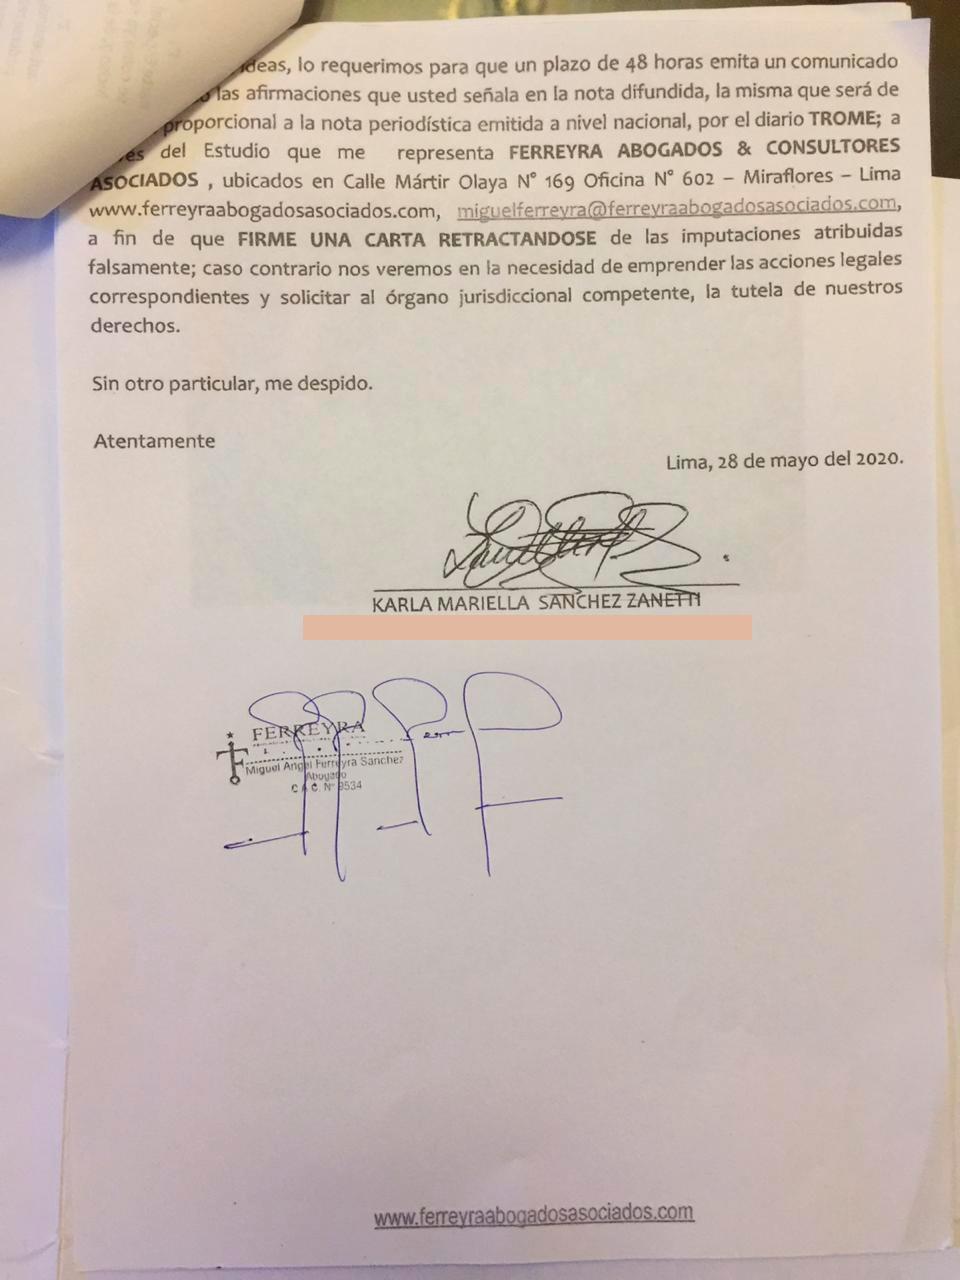 ideas, lo requerimos para que un plazo de 48 horas emita un comunicado
las afirmaciones que usted señala en la nota difundida, la misma que será de
proporcional a la nota periodística emitida a nivel nacional, por el diario TROME; a
del Estudio que me representa FERREYRA ABOGADOS & CONSULTORES
ASOCIADOS , ubicados en Calle Mártir Olaya N° 169 Oficina N° 602 – Miraflores – Lima
www.ferreyraabogadosasociados.com, miguelferreyra@ferreyraabogadosasociados.com,
a fin de que FIRME UNA CARTA RETRACTANDOSE de las imputaciones atribuidas
falsamente; caso contrario nos veremos en la necesidad de emprender las acciones legales
correspondientes y solicitar al órgano jurisdiccional competente, la tutela de nuestros
derechos.
Sin otro particular, me despido.
Atentamente
Lima, 28 de mayo del 2020.
KARLA MARIELLA SANCHEZ ZANETTI
FERREYRA
Miguel Angel Ferreyra Sanchez
Abogado
C A C. N° 9534
www.ferreyraabogadosasociados.com